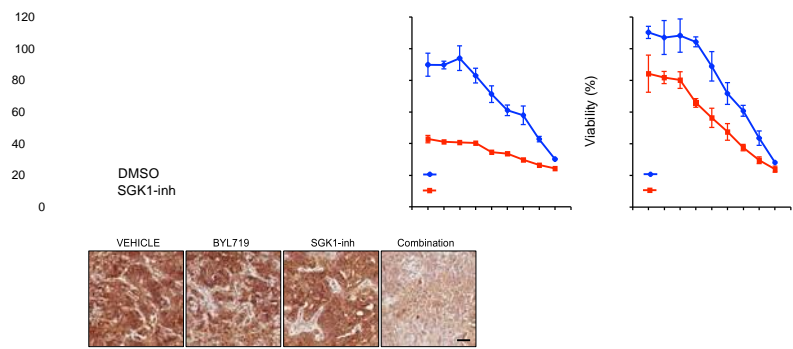 120
100
80
60
40
20
0
DMSO
SGK1-inh
Viability (%)
VEHICLE BYL719 SGK1-inh Combination